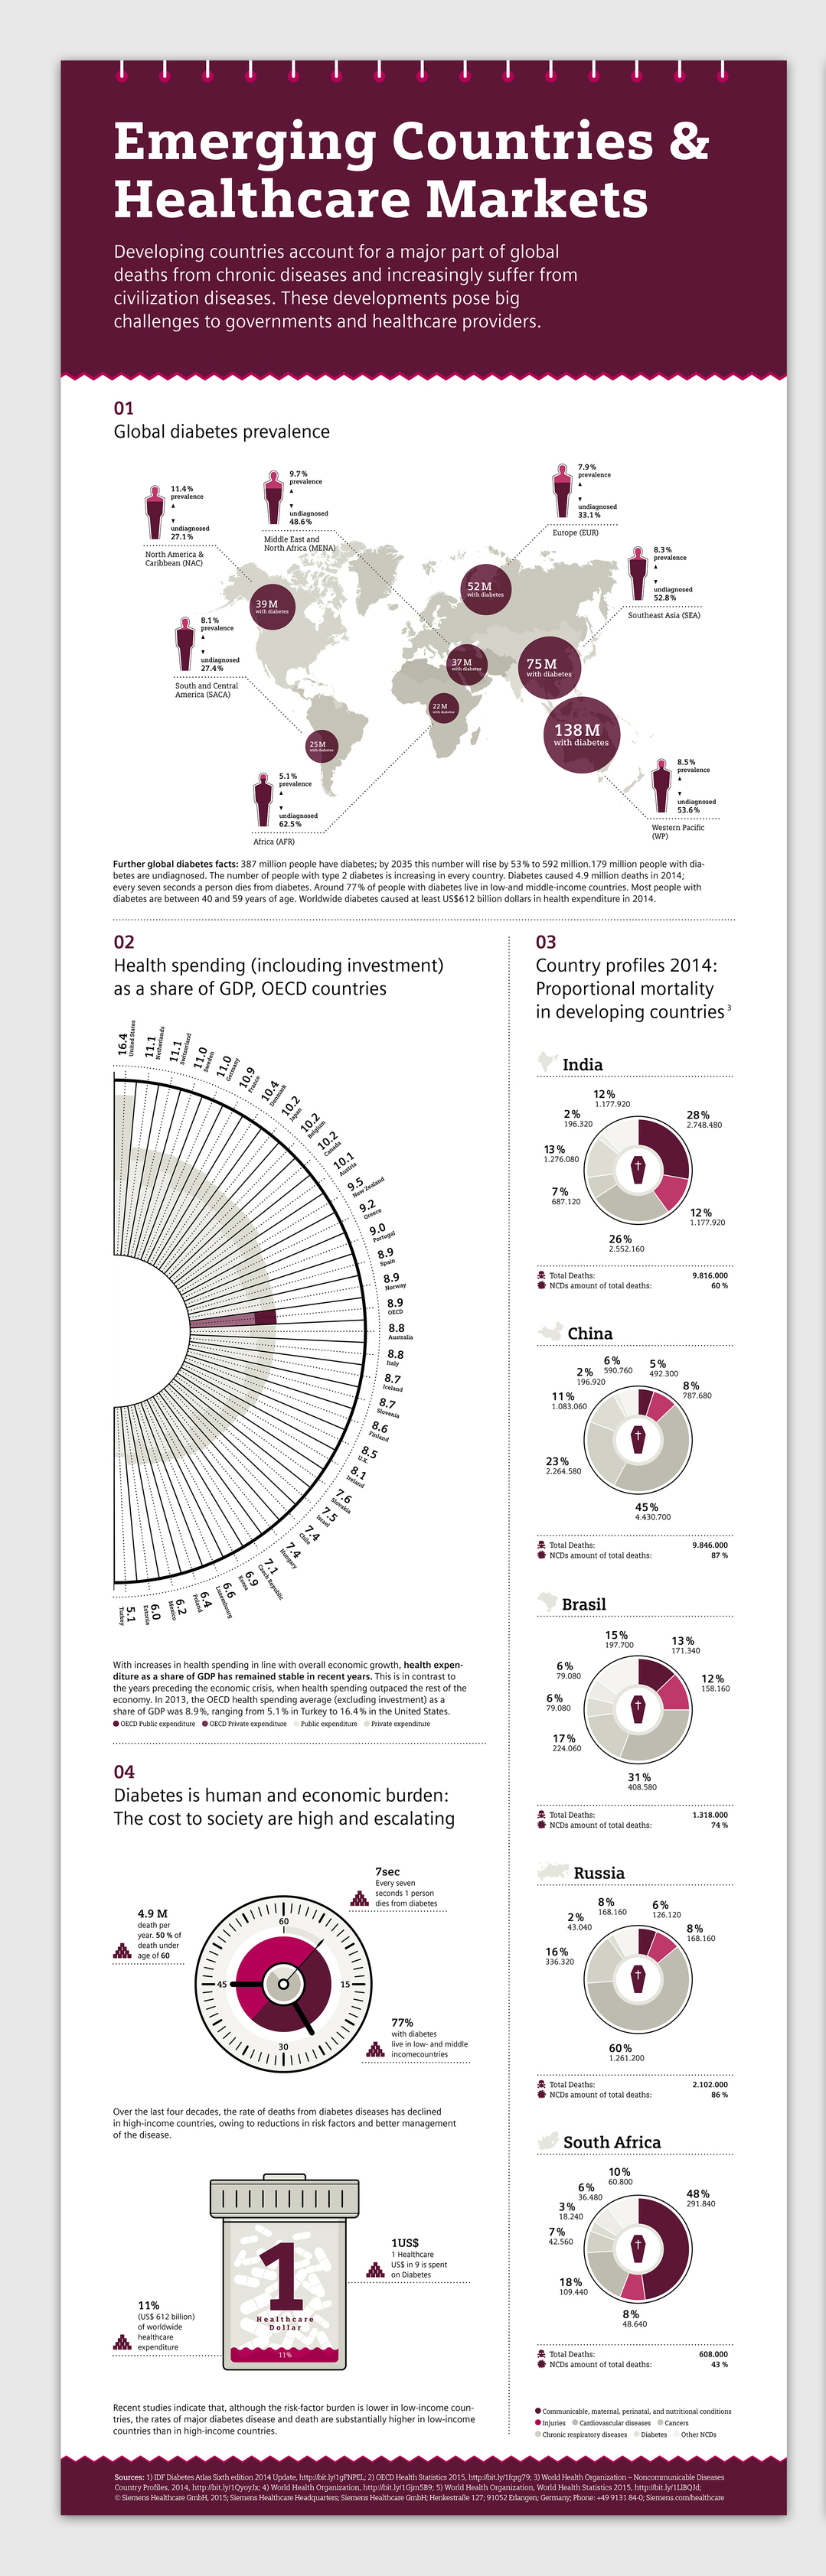 Emerging Countries &
Healthcare Markets
Developing countries account for a major part of global
deaths from chronic diseases and increasingly suffer from
civilization diseases. These developments pose big
challenges to governments and healthcare providers.
01
Global diabetes prevalence
11.4%
prevalence
undiagnosed
27.1%
North America &
Caribbean (NAC)
9.7%
prevalence
undiagnosed
48.6%
Middle East and
North Africa (MENA)
7.9%
prevalence
undiagnosed
33.1%
Europe (EUR)
8.3%
prevalence
undiagnosed
52.8%
Southeast Asia (SEA)
8.1%
prevalence
undiagnosed
27.4%
South and Central
America (SACA)
39 M
with diabetes
52 M
with diabetes
37 M
with diabetes
75 M
with diabetes
22 M
with diabetes
138 M
with diabetes
25 M
with diabetes
5.1%
prevalence
undiagnosed
62.5%
Africa (AFR)
8.5%
prevalence
undiagnosed
53.6%
Western Pacific
(WP)
Further global diabetes facts: 387 million people have diabetes; by 2035 this number will rise by 53% to 592 million.179 million people with dia-
betes are undiagnosed. The number of people with type 2 diabetes is increasing in every country. Diabetes caused 4.9 million deaths in 2014;
every seven seconds a person dies from diabetes. Around 77% of people with diabetes live in low-and middle-income countries. Most people with
diabetes are between 40 and 59 years of age. Worldwide diabetes caused at least US$612 billion dollars in health expenditure in 2014.
02
Health spending (inclouding investment)
as a share of GDP, OECD countries
16.4
United States
11.1
Netherlands
11.1
Switzerland
11.0
Sweden
11.0
Germany
10.9
France
10.4
Denmark
10.2
Japan
10.2
Belgium
10.2
Canada
10.1
Austria
9.5
New Zealand
9.2
Greece
9.0
Portugal
8.9
Spain
8.9
Norway
8.9
OECD
8.8
Australia
8.8
Italy
8.7
Iceland
8.7
Slovenia
8.6
Finland
8.5
U.K.
8.1
Ireland
7.6
Slovakia
7.5
Israel
7.4
Chile
7.4
Hungary
7.1
Czech Republic
6.9
Korea
6.6
Luxembourg
6.4
Poland
6.2
Mexico
6.0
Estonia
5.1
Turkey
With increases in health spending in line with overall economic growth, health expen-
diture as a share of GDP has remained stable in recent years. This is in contrast to
the years preceding the economic crisis, when health spending outpaced the rest of the
economy. In 2013, the OECD health spending average (excluding investment) as a
share of GDP was 8.9%, ranging from 5.1% in Turkey to 16.4% in the United States.
OECD Public expenditure OECD Private expenditure Public expenditure Private expenditure
03
Country profiles 2014:
Proportional mortality
in developing countries 3
India
12%
1.177.920
2%
196.320
28%
2.748.480
13%
1.276.080
7%
687.120
12%
1.177.920
26%
2.552.160
Total Deaths: 9.816.000
NCDs amount of total deaths: 60%
China
6%
590.760
5%
492.300
2%
196.920
8%
787.680
11%
1.083.060
23%
2.264.580
45%
4.430.700
Total Deaths: 9.846.000
NCDs amount of total deaths: 87%
Brasil
15%
197.700
13%
171.340
6%
79.080
12%
158.160
6%
79.080
17%
224.060
31%
408.580
Total Deaths: 1.318.000
NCDs amount of total deaths: 74%
Russia
8%
168.160
6%
126.120
2%
43.040
8%
168.160
16%
336.320
60%
1.261.200
Total Deaths: 2.102.000
NCDs amount of total deaths: 86%
South Africa
10%
60.800
6%
36.480
48%
291.840
3%
18.240
7%
42.560
18%
109.440
8%
48.640
Total Deaths: 608.000
NCDs amount of total deaths: 43%
Communicable, maternal, perinatal, and nutritional conditions
Injuries Cardiovascular diseases Cancers
Chronic respiratory diseases Diabetes Other NCDs
04
Diabetes is human and economic burden:
The cost to society are high and escalating
7sec
Every seven
seconds 1 person
dies from diabetes
4.9 M
death per
year. 50% of
death under
age of 60
60
45
15
30
77%
with diabetes
live in low- and middle
incomecountries
Over the last four decades, the rate of deaths from diabetes diseases has declined
in high-income countries, owing to reductions in risk factors and better management
of the disease.
1
Healthcare
Dollar
11%
1US$
1 Healthcare
US$ in 9 is spent
on Diabetes
11%
(US$ 612 billion)
of worldwide
healthcare
expenditure
Recent studies indicate that, although the risk-factor burden is lower in low-income coun-
tries, the rates of major diabetes disease and death are substantially higher in low-income
countries than in high-income countries.
Sources: 1) IDF Diabetes Atlas Sixth edition 2014 Update, http://bit.ly/1gFNPEL; 2) OECD Health Statistics 2015, http://bit.ly/1fqrg79; 3) World Health Organization – Noncommunicable Diseases
Country Profiles, 2014, http://bit.ly/1QyoyJx; 4) World Health Organization, http://bit.ly/1Gjm5B9; 5) World Health Organization, World Health Statistics 2015, http://bit.ly/1LlBQJd;
© Siemens Healthcare GmbH, 2015; Siemens Healthcare Headquarters; Siemens Healthcare GmbH; Henkestraße 127; 91052 Erlangen; Germany; Phone: +49 9131 84-0; Siemens.com/healthcare